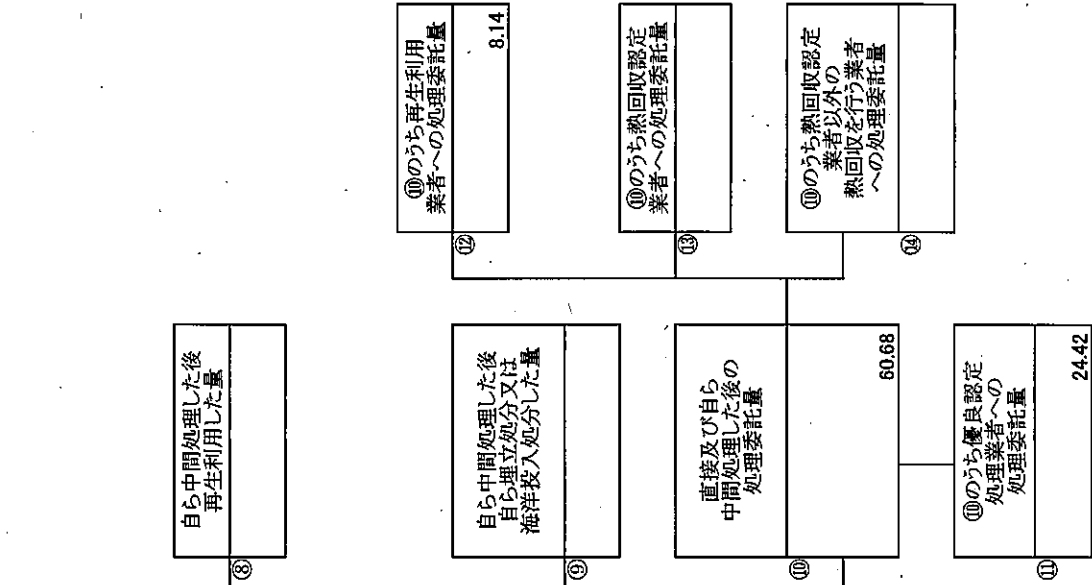 ⑧
自ら中間処理した後
再生利用した量
⑨
自ら中間処理した後
自ら埋立処分又は
海洋投入処分した量
⑩
直接及び自ら
中間処理した後の
処理委託量
60.68
⑪
⑩のうち優良認定
処理業者への
処理委託量
24.42
⑫
⑩のうち再生利用
業者への処理委託量
8.14
⑬
⑩のうち熱回収認定
業者への処理委託量
⑭
⑩のうち熱回収認定
業者以外の
熱回収を行う業者
への処理委託量